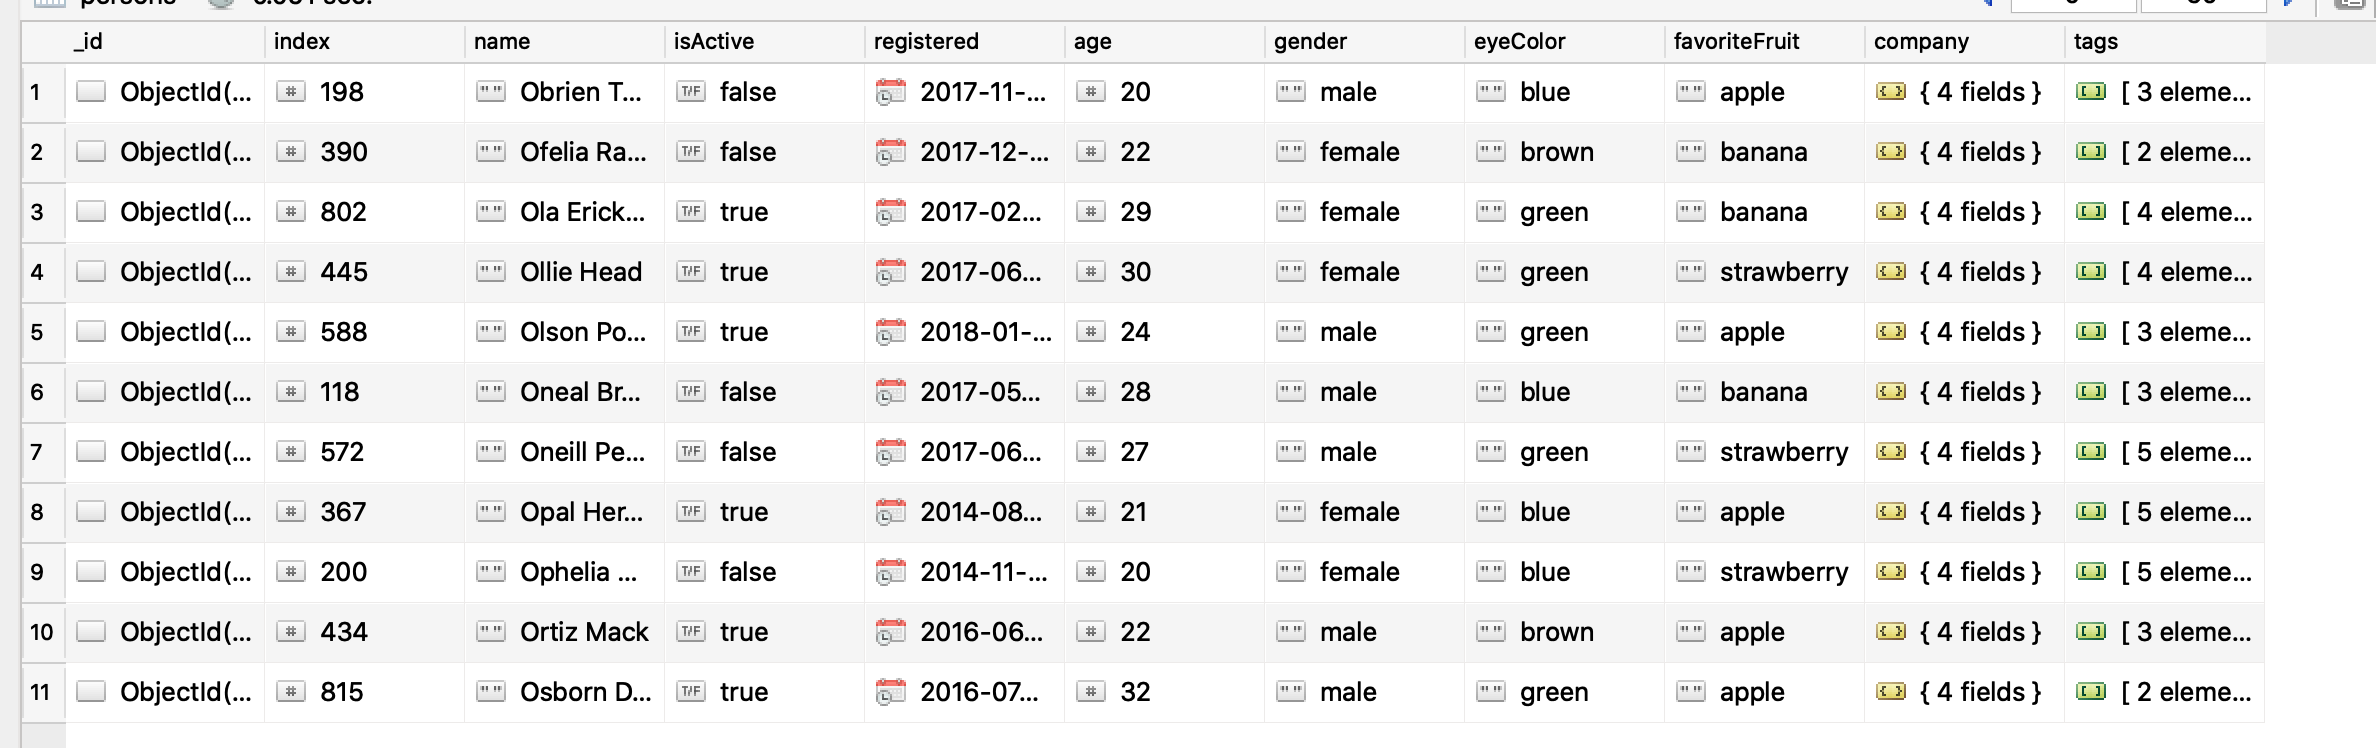 _id index name isActive registered age gender eyeColor favoriteFruit company tags
1 ObjectId(... # 198 "" Obrien T... T/F false 2017-11-... # 20 "" male "" blue "" apple { } { 4 fields } [ ] [ 3 eleme...
2 ObjectId(... # 390 "" Ofelia Ra... T/F false 2017-12-... # 22 "" female "" brown "" banana { } { 4 fields } [ ] [ 2 eleme...
3 ObjectId(... # 802 "" Ola Erick... T/F true 2017-02... # 29 "" female "" green "" banana { } { 4 fields } [ ] [ 4 eleme...
4 ObjectId(... # 445 "" Ollie Head T/F true 2017-06... # 30 "" female "" green "" strawberry { } { 4 fields } [ ] [ 4 eleme...
5 ObjectId(... # 588 "" Olson Po... T/F true 2018-01-... # 24 "" male "" green "" apple { } { 4 fields } [ ] [ 3 eleme...
6 ObjectId(... # 118 "" Oneal Br... T/F false 2017-05... # 28 "" male "" blue "" banana { } { 4 fields } [ ] [ 3 eleme...
7 ObjectId(... # 572 "" Oneill Pe... T/F false 2017-06... # 27 "" male "" green "" strawberry { } { 4 fields } [ ] [ 5 eleme...
8 ObjectId(... # 367 "" Opal Her... T/F true 2014-08... # 21 "" female "" blue "" apple { } { 4 fields } [ ] [ 5 eleme...
9 ObjectId(... # 200 "" Ophelia ... T/F false 2014-11-... # 20 "" female "" blue "" strawberry { } { 4 fields } [ ] [ 5 eleme...
10 ObjectId(... # 434 "" Ortiz Mack T/F true 2016-06... # 22 "" male "" brown "" apple { } { 4 fields } [ ] [ 3 eleme...
11 ObjectId(... # 815 "" Osborn D... T/F true 2016-07... # 32 "" male "" green "" apple { } { 4 fields } [ ] [ 2 eleme...